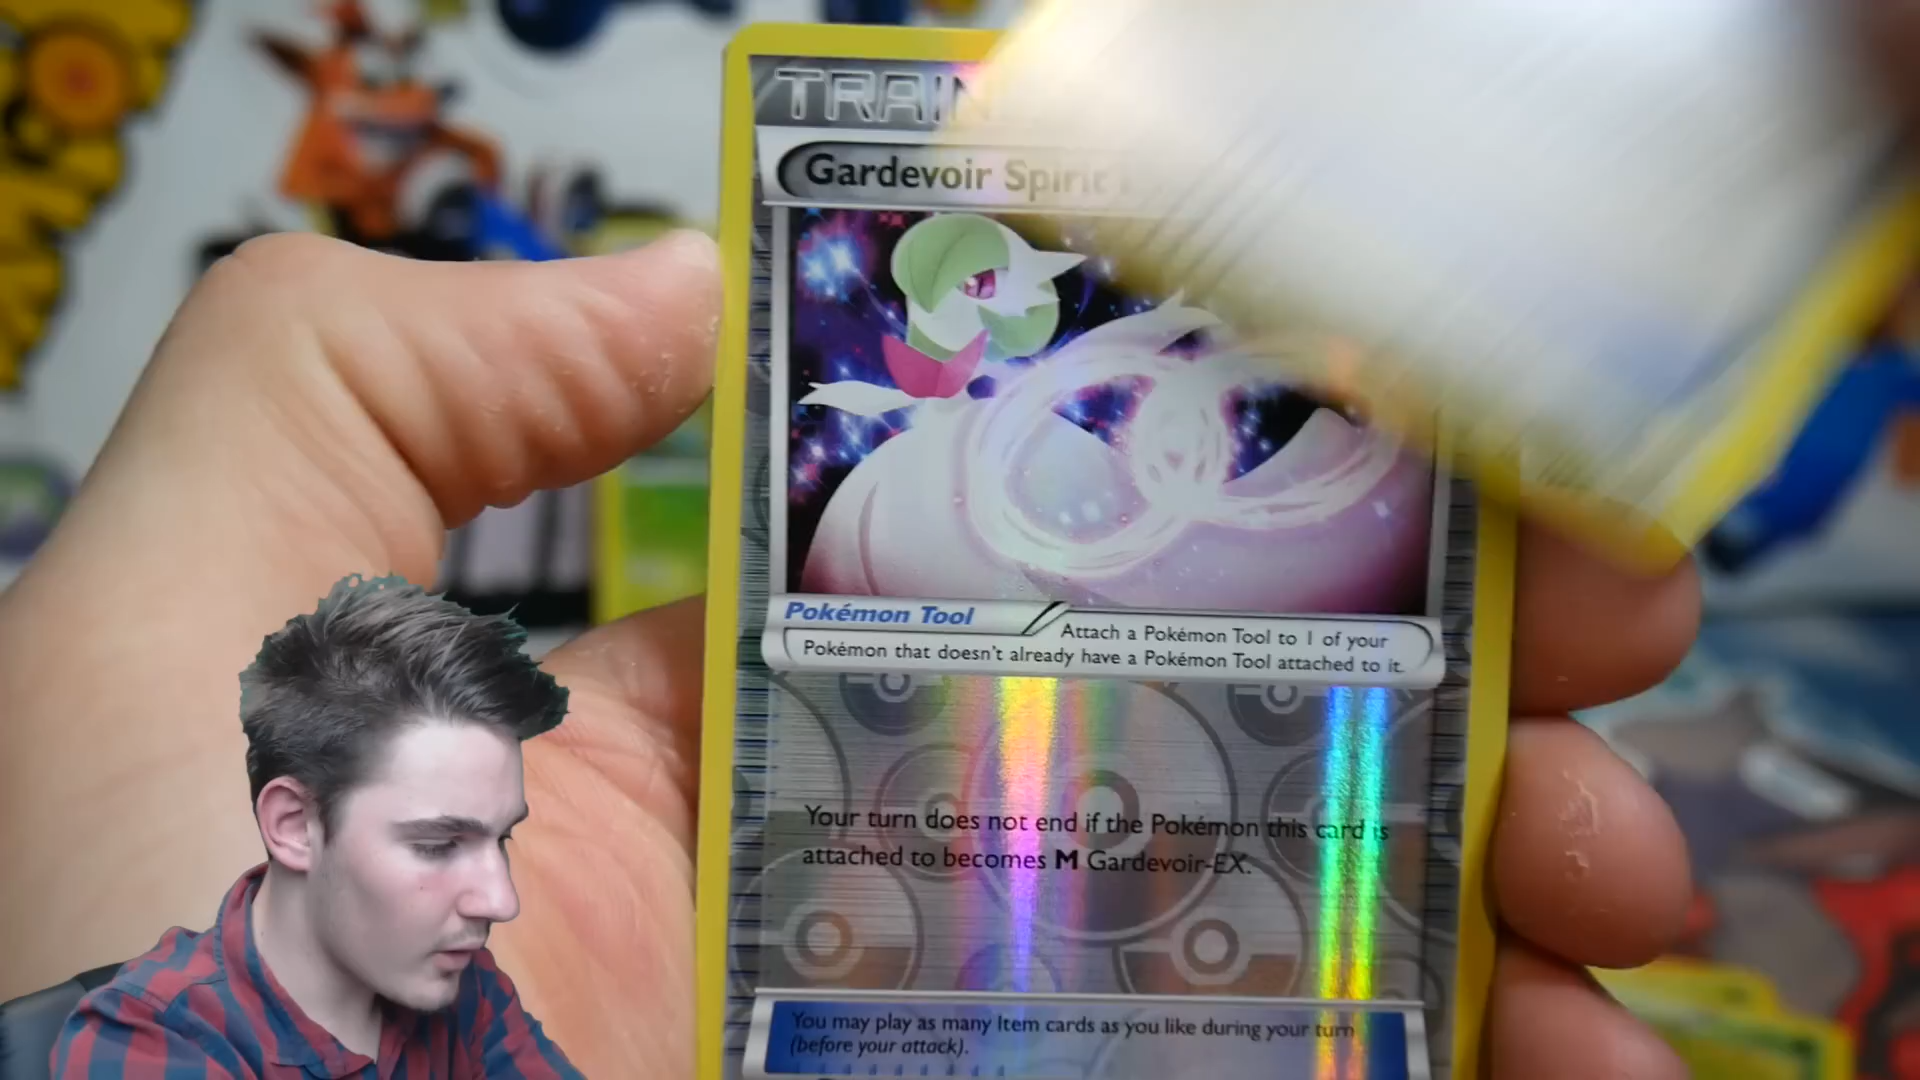 TRAIN
Gardevoir Spirit
Pokémon Tool
Attach a Pokémon Tool to 1 of your
Pokémon that doesn't already have a Pokémon Tool attached to it.
Your turn does not end if the Pokémon this card is
attached to becomes M Gardevoir-EX.
You may play as many Item cards as you like during your turn
(before your attack).